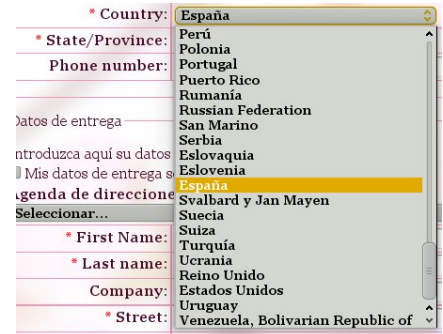 * Country: España
* State/Province:
Phone number:
Datos de entrega
ntroduzca aquí su datos
Mis datos de entrega s
Agenda de direccione
Seleccionar...
* First Name:
* Last name:
Company:
* Street:
Perú
Polonia
Portugal
Puerto Rico
Rumanía
Russian Federation
San Marino
Serbia
Eslovaquia
Eslovenia
España
Svalbard y Jan Mayen
Suecia
Suiza
Turquía
Ucrania
Reino Unido
Estados Unidos
Uruguay
Venezuela, Bolivarian Republic of